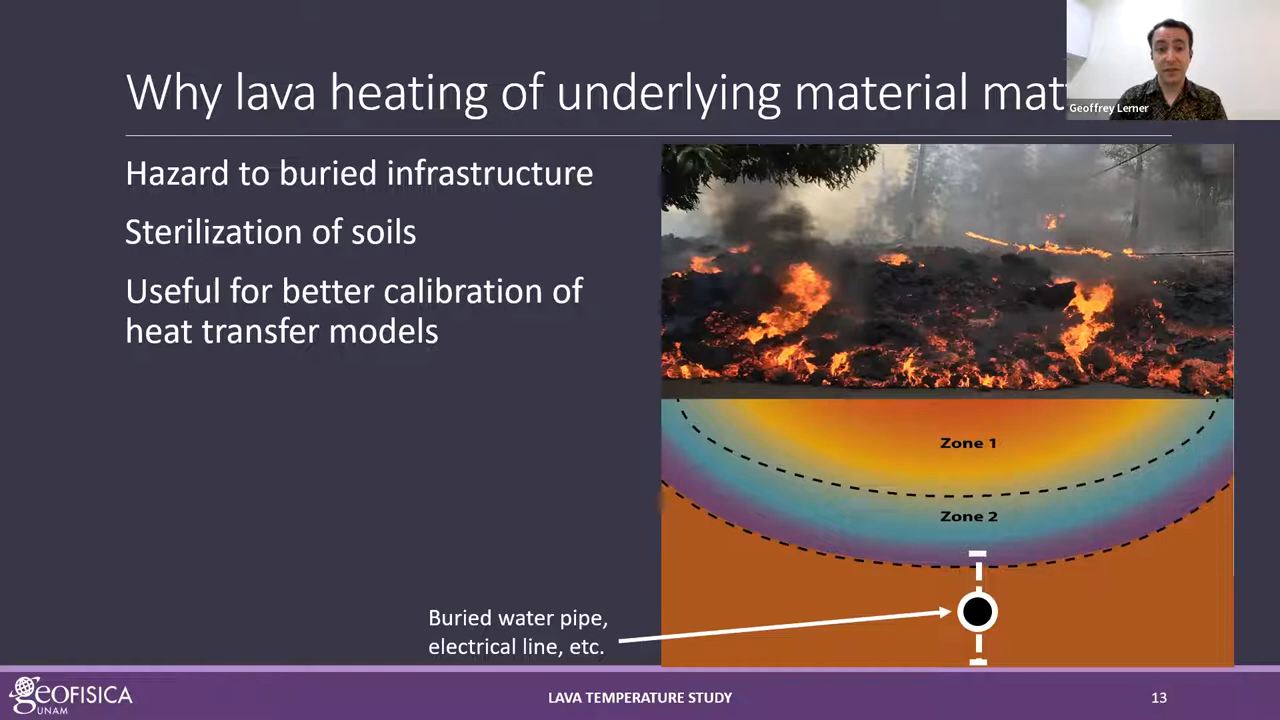 Why lava heating of underlying material mat
Geoffrey Lerner
Hazard to buried infrastructure
Sterilization of soils
Useful for better calibration of
heat transfer models
Zone 1
Zone 2
Buried water pipe,
electrical line, etc.
GEOFISICA
UNAM
LAVA TEMPERATURE STUDY
13